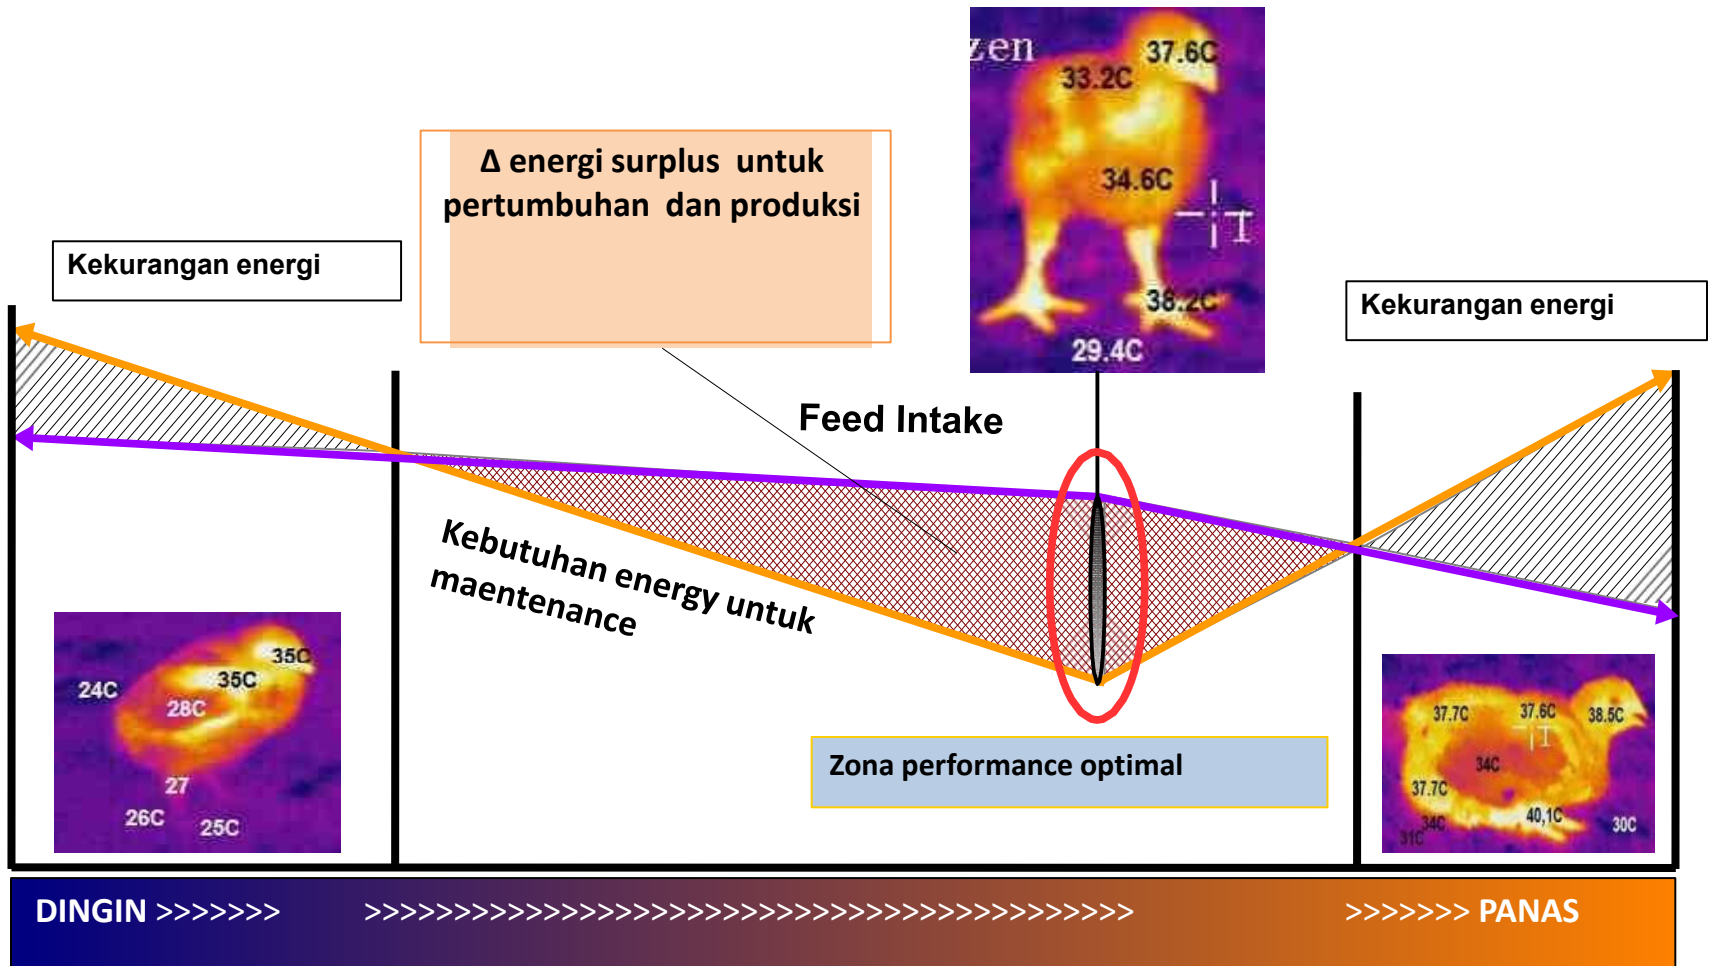 zen
37.6C
33.2C
34.6C
38.2C
29.4C
Δ energi surplus untuk
pertumbuhan dan produksi
Kekurangan energi
Kekurangan energi
Feed Intake
Kebutuhan energy untuk
maentenance
35C
35C
24C
28C
27
26C
25C
Zona performance optimal
37.7C
37.6C
38.5C
34C
37.7C
34C
31C
40,1C
30C
DINGIN >>>>>>> >>>>>>>>>>>>>>>>>>>>>>>>>>>>>>>>>>>>>>>>>>> >>>>>>> PANAS